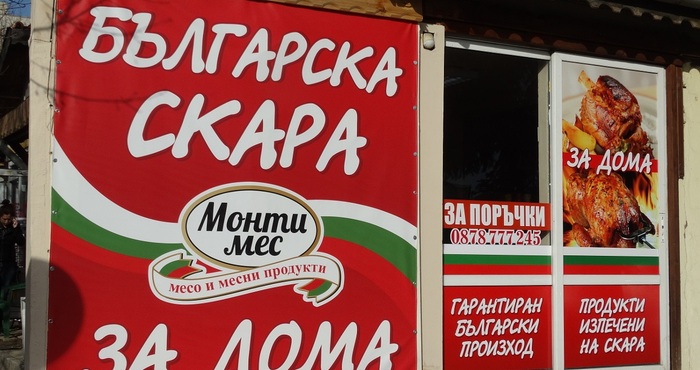 БЪЛГАРСКА
СКАРА
Монти
мес
месо и месни продукти
ЗА ДОМА
ЗА ПОРЪЧКИ
0878 777245
ЗА ДОМА
ГАРАНТИРАН
БЪЛГАРСКИ
ПРОИЗХОД
ПРОДУКТИ
ИЗПЕЧЕНИ
НА СКАРА